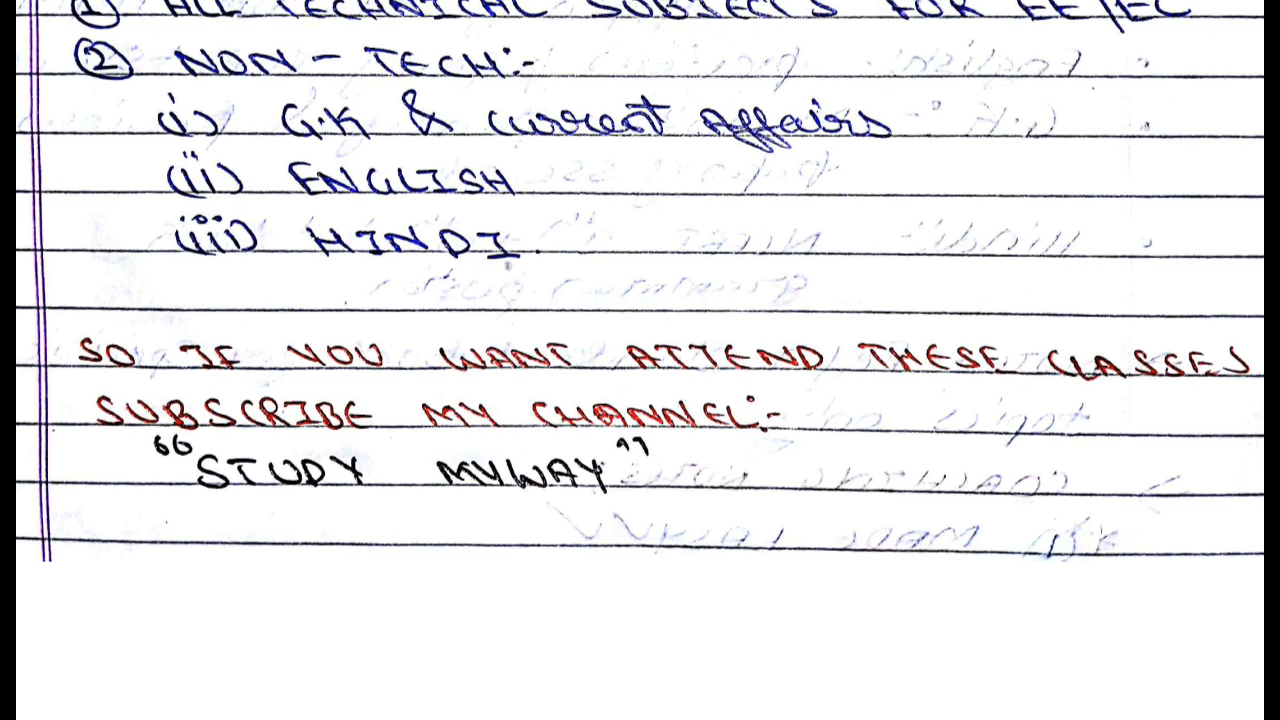 ① ALL TECHNICAL SUBJECTS FOR EE/EC
② NON - TECH:-
(i) G.K & Current Affairs
(ii) ENGLISH
(iii) HINDI
SO IF YOU WANT ATTEND THESE CLASSES
SUBSCRIBE MY CHANNEL:-
"STUDY MYWAY"